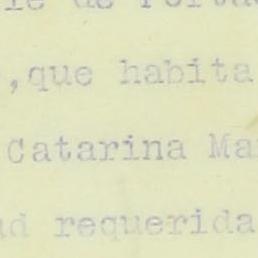 ,que habita
Catarina Ma
ad requerida